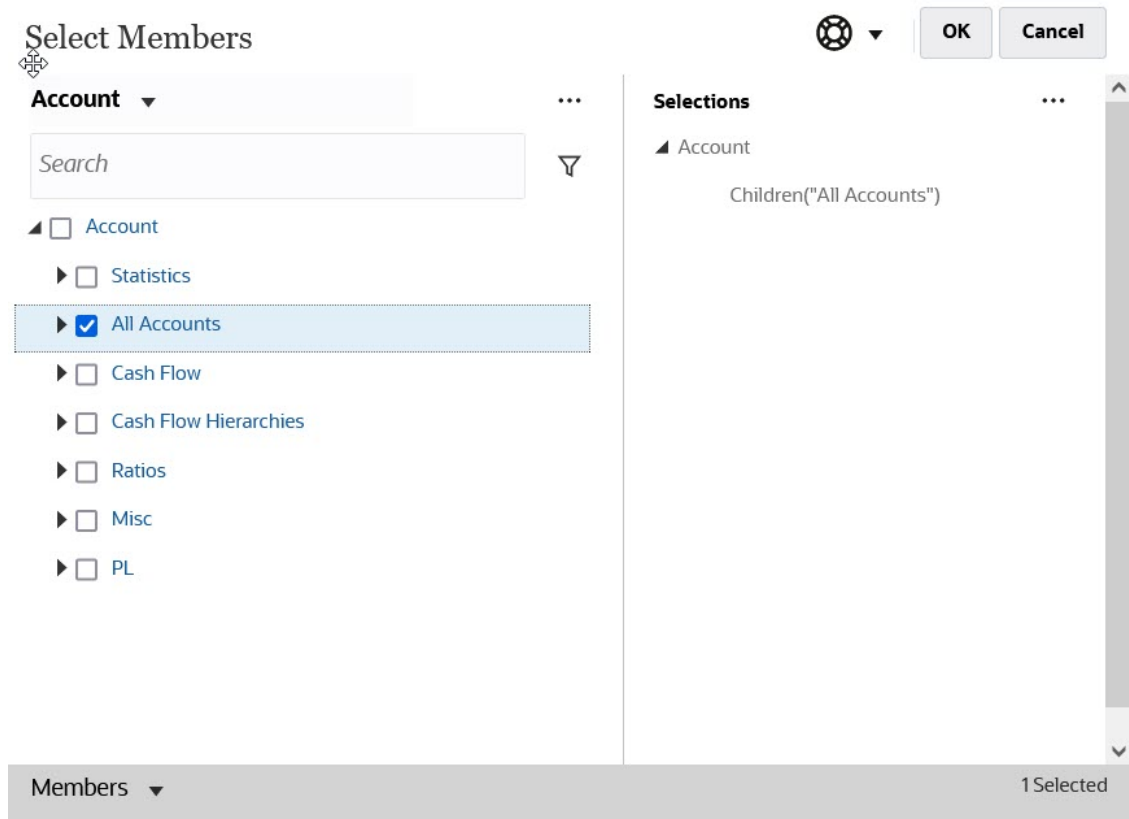 Select Members
OK
Cancel
Account
Search
Account
Statistics
All Accounts
Cash Flow
Cash Flow Hierarchies
Ratios
Misc
PL
Selections
Account
Children("All Accounts")
Members
1 Selected